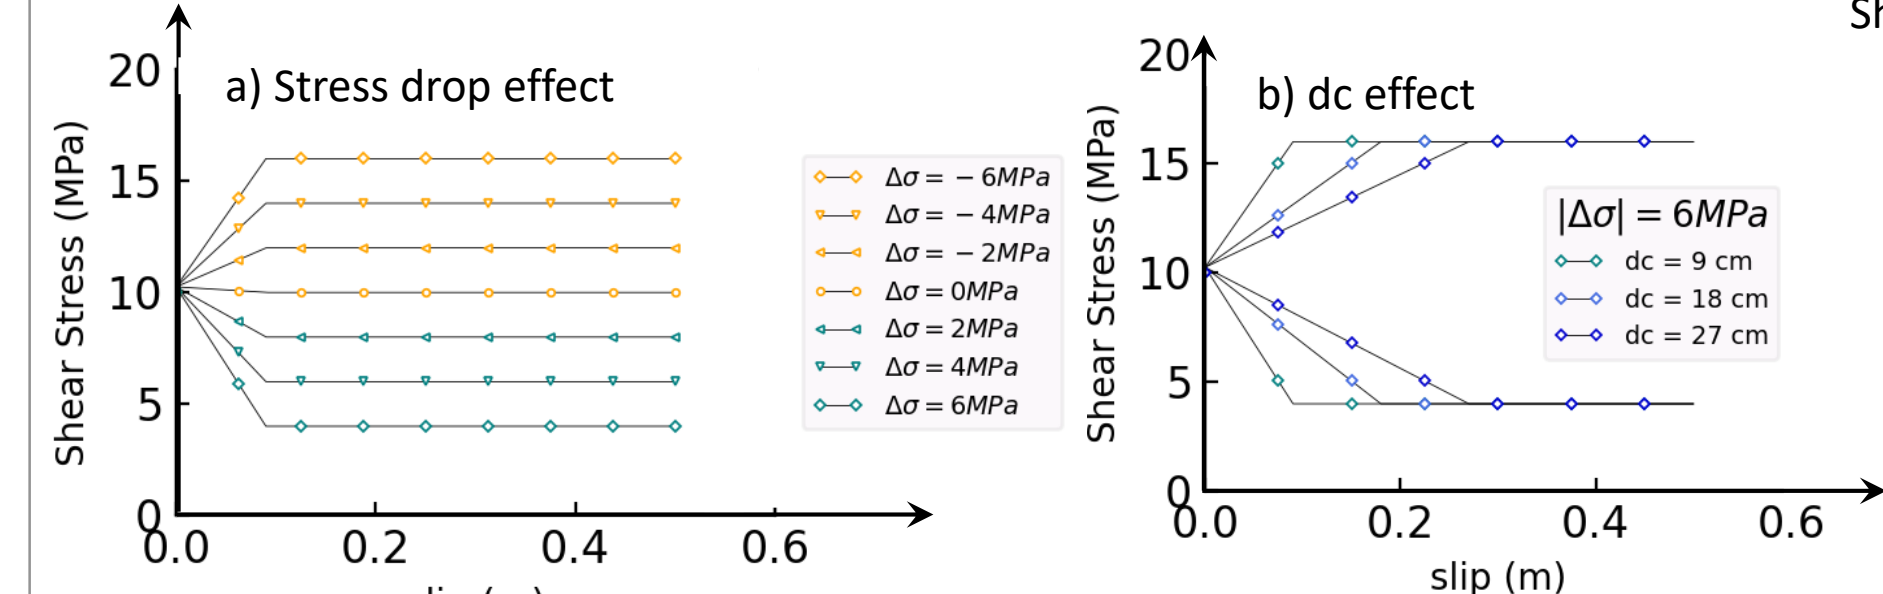 Sh
a) Stress drop effect
Shear Stress (MPa)
20
15
10
5
0
0.0 0.2 0.4 0.6
Δσ = − 6MPa
Δσ = − 4MPa
Δσ = − 2MPa
Δσ = 0MPa
Δσ = 2MPa
Δσ = 4MPa
Δσ = 6MPa
b) dc effect
Shear Stress (MPa)
20
15
10
5
0
0.0 0.2 0.4 0.6
slip (m)
|Δσ| = 6MPa
dc = 9 cm
dc = 18 cm
dc = 27 cm